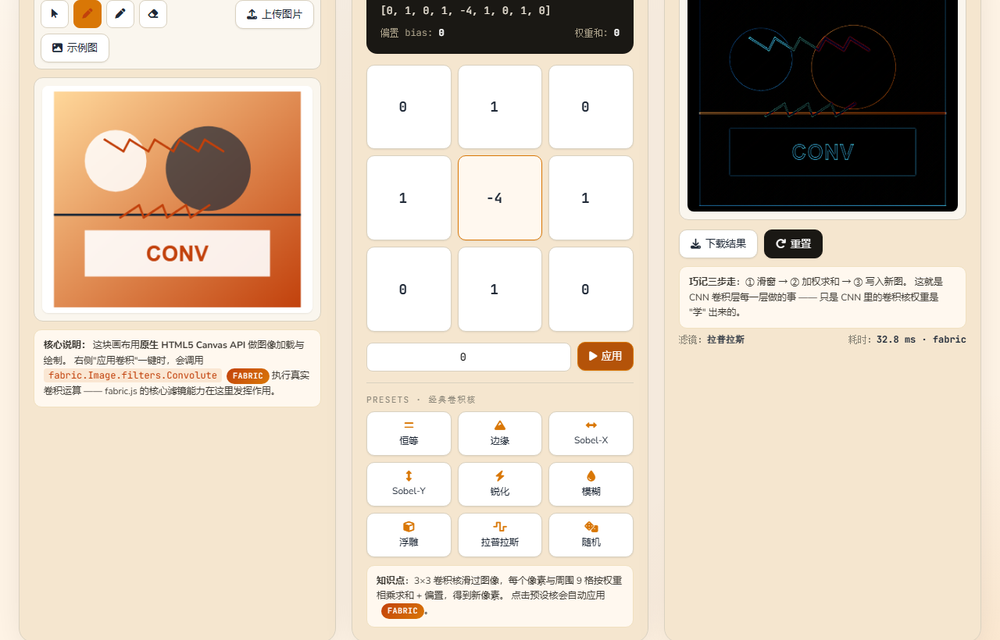 上传图片
示例图
CONV
核心说明： 这块画布用原生 HTML5 Canvas API 做图像加载与
绘制。 右侧"应用卷积"一键时，会调用
fabric.Image.filters.Convolute FABRIC 执行真实
卷积运算 —— fabric.js 的核心滤镜能力在这里发挥作用。
[0, 1, 0, 1, -4, 1, 0, 1, 0]
偏置 bias: 0 权重和: 0
0 1 0
1 -4 1
0 1 0
0 应用
PRESETS · 经典卷积核
恒等 边缘 Sobel-X
Sobel-Y 锐化 模糊
浮雕 拉普拉斯 随机
知识点： 3×3 卷积核滑过图像，每个像素与周围 9 格按权重
相乘求和 + 偏置，得到新像素。 点击预设核会自动应用
FABRIC 。
CONV
下载结果 重置
巧记三步走： ① 滑窗 → ② 加权求和 → ③ 写入新图。 这就是
CNN 卷积层每一层做的事 —— 只是 CNN 里的卷积核权重是
"学" 出来的。
滤镜: 拉普拉斯 耗时: 32.8 ms · fabric